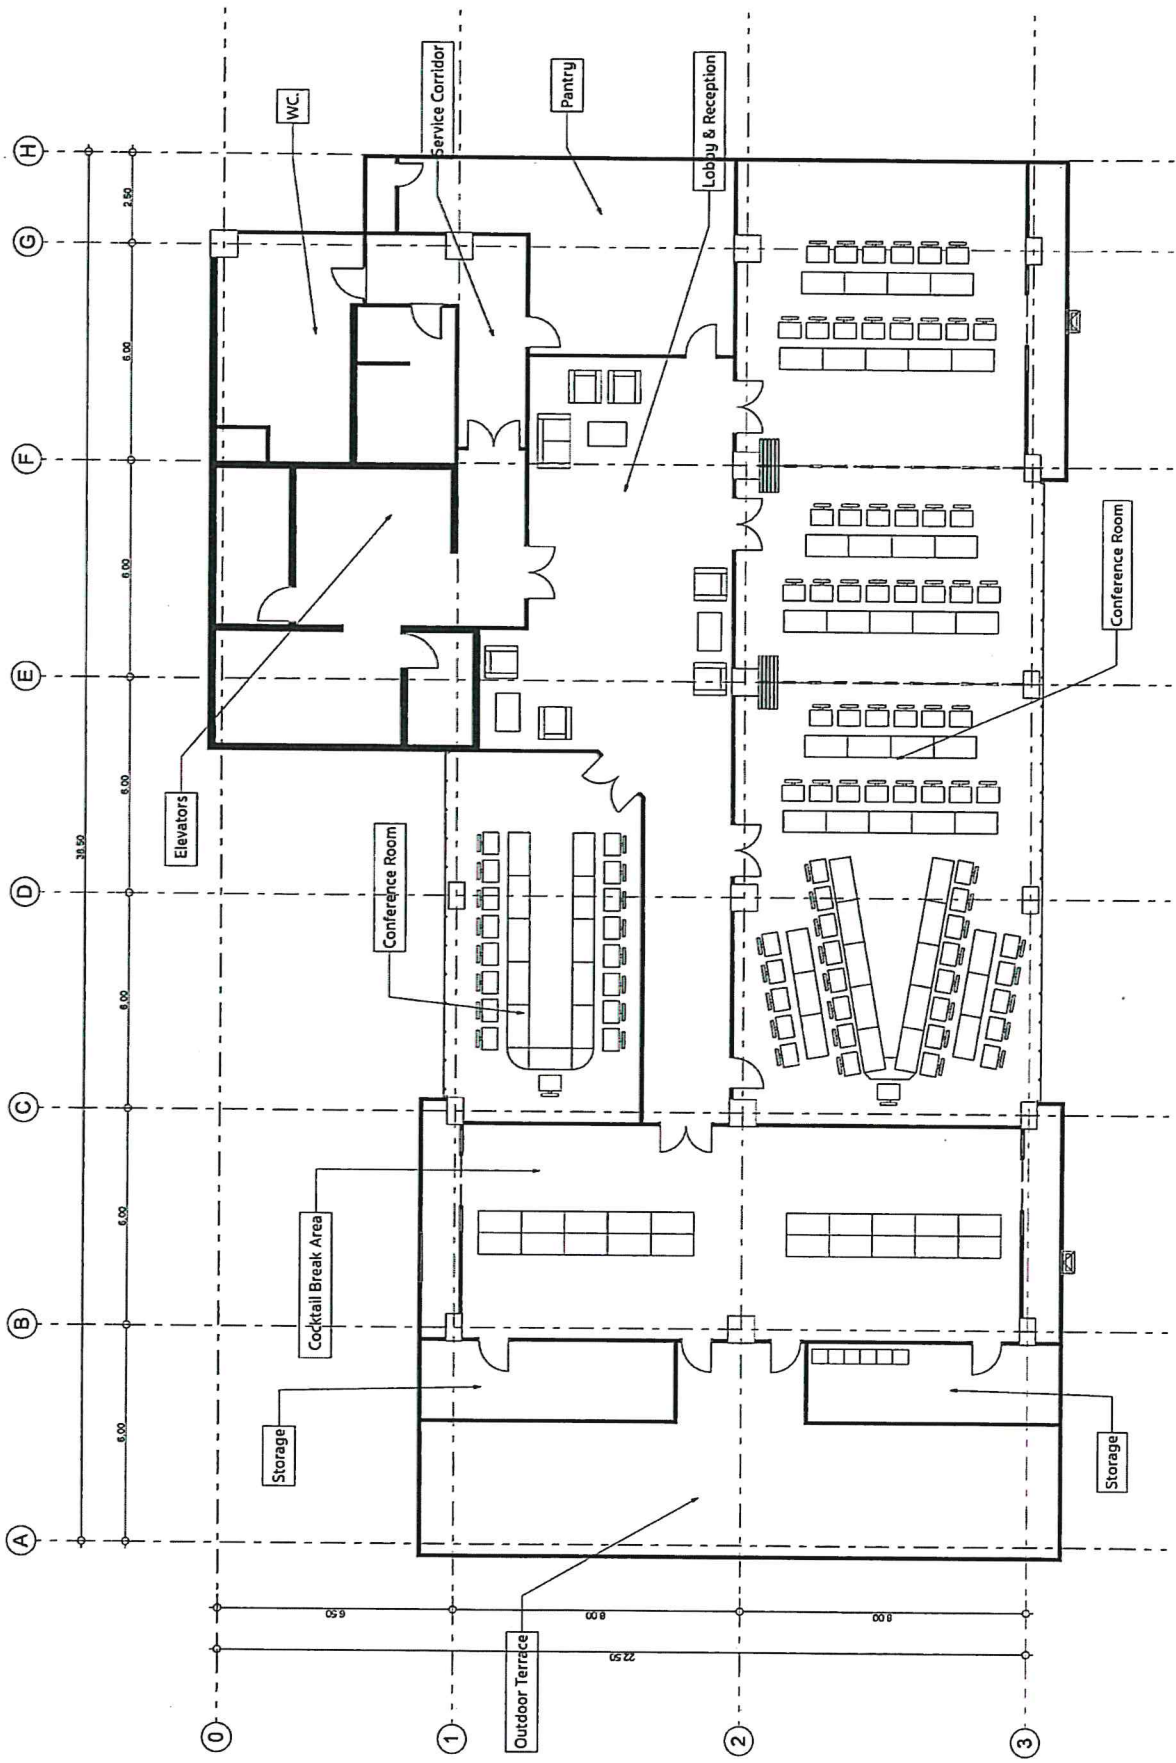 A B C D E F G H
38.50
6.00 6.00 6.00 6.00 6.00 6.00 2.50
Elevators
0
Storage
WC.
Cocktail Break Area
6.50
Conference Room
Service Corridor
1
Outdoor Terrace
Pantry
8.00
22.50
Lobby & Reception
2
8.00
3
Storage
Conference Room